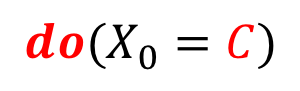 do(X₀ = C)